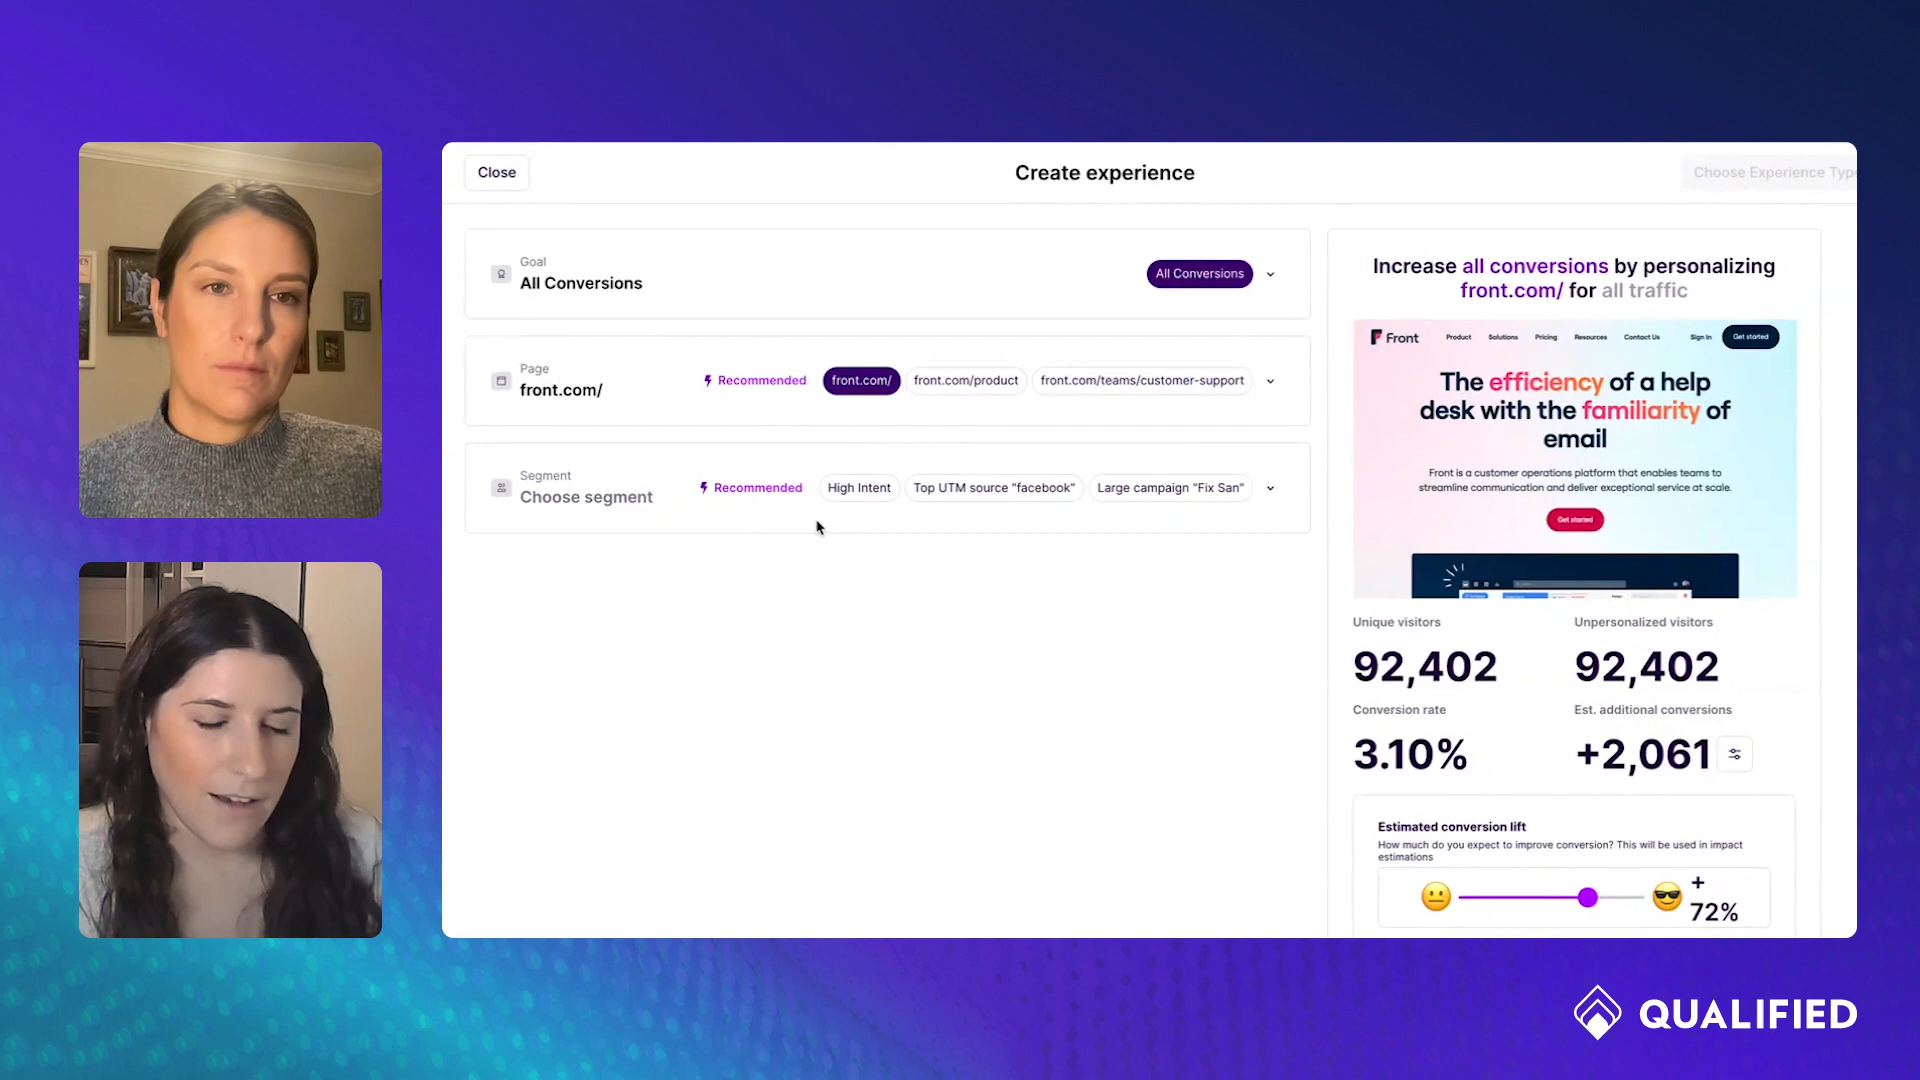 Close
Create experience
Choose Experience Typ
Goal
All Conversions
All Conversions
Page
front.com/
Recommended
front.com/
front.com/product
front.com/teams/customer-support
Segment
Choose segment
Recommended
High Intent
Top UTM source "facebook"
Large campaign "Fix San"
Increase all conversions by personalizing
front.com/ for all traffic
Front
Product
Solutions
Pricing
Resources
Contact Us
Sign In
Get started
The efficiency of a help
desk with the familiarity of
email
Front is a customer operations platform that enables teams to
streamline communication and deliver exceptional service at scale.
Get started
Unique visitors
Unpersonalized visitors
92,402
92,402
Conversion rate
Est. additional conversions
3.10%
+2,061
Estimated conversion lift
How much do you expect to improve conversion? This will be used in impact
estimations
+
72%
QUALIFIED